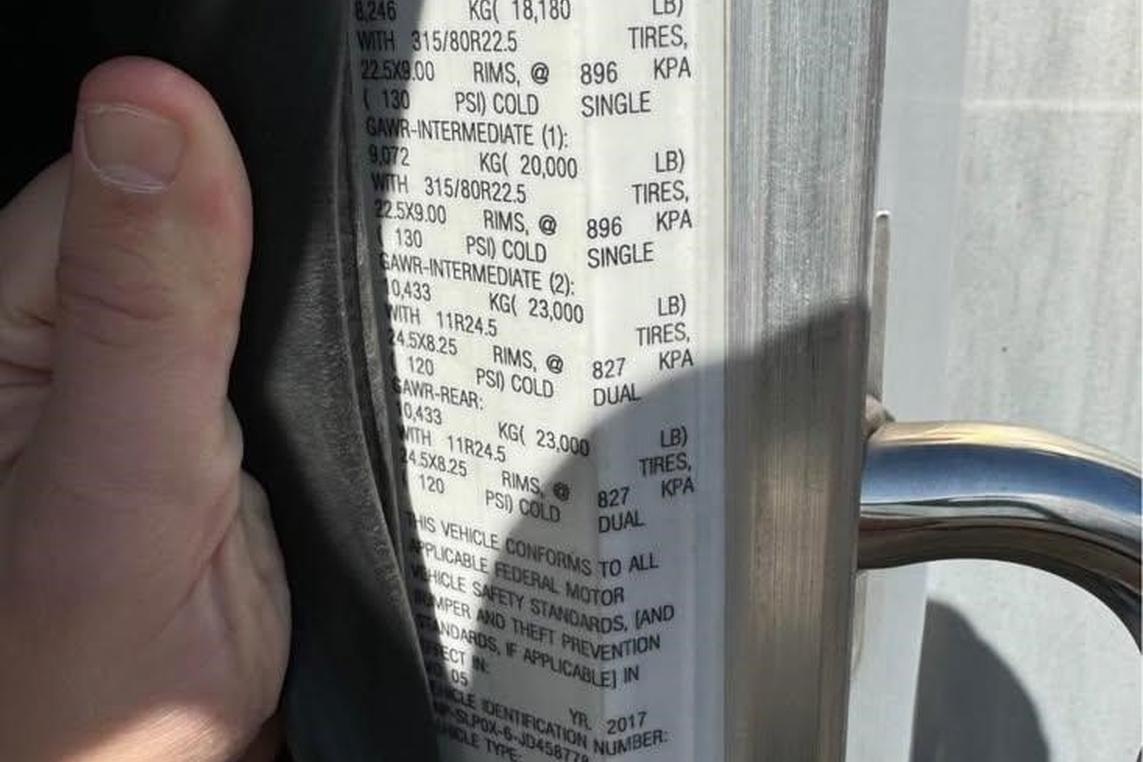 8,246 KG( 18,180 LB)
WITH 315/80R22.5 TIRES,
22.5X9.00 RIMS, @ 896 KPA
( 130 PSI) COLD SINGLE
GAWR-INTERMEDIATE (1):
9,072 KG( 20,000 LB)
WITH 315/80R22.5 TIRES,
22.5X9.00 RIMS, @ 896 KPA
130 PSI) COLD SINGLE
GAWR-INTERMEDIATE (2):
10,433 KG( 23,000 LB)
WITH 11R24.5 TIRES,
24.5X8.25 RIMS, @ 827 KPA
120 PSI) COLD DUAL
GAWR-REAR:
10,433 KG( 23,000 LB)
WITH 11R24.5 TIRES,
24.5X8.25 RIMS, @ 827 KPA
120 PSI) COLD DUAL
THIS VEHICLE CONFORMS TO ALL
APPLICABLE FEDERAL MOTOR
VEHICLE SAFETY STANDARDS, [AND
BUMPER AND THEFT PREVENTION
STANDARDS, IF APPLICABLE] IN
EFFECT IN:
05 YR. 2017
VEHICLE IDENTIFICATION NUMBER:
VEHICLE TYPE: